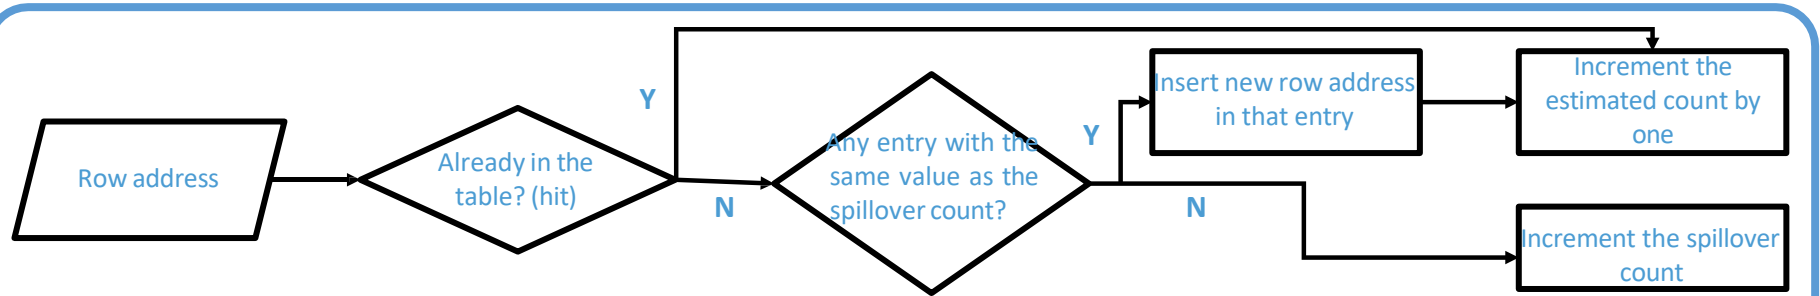 Row address
Already in the
table? (hit)
Y
N
Any entry with the
same value as the
spillover count?
Y
N
Insert new row address
in that entry
Increment the
estimated count by
one
Increment the spillover
count